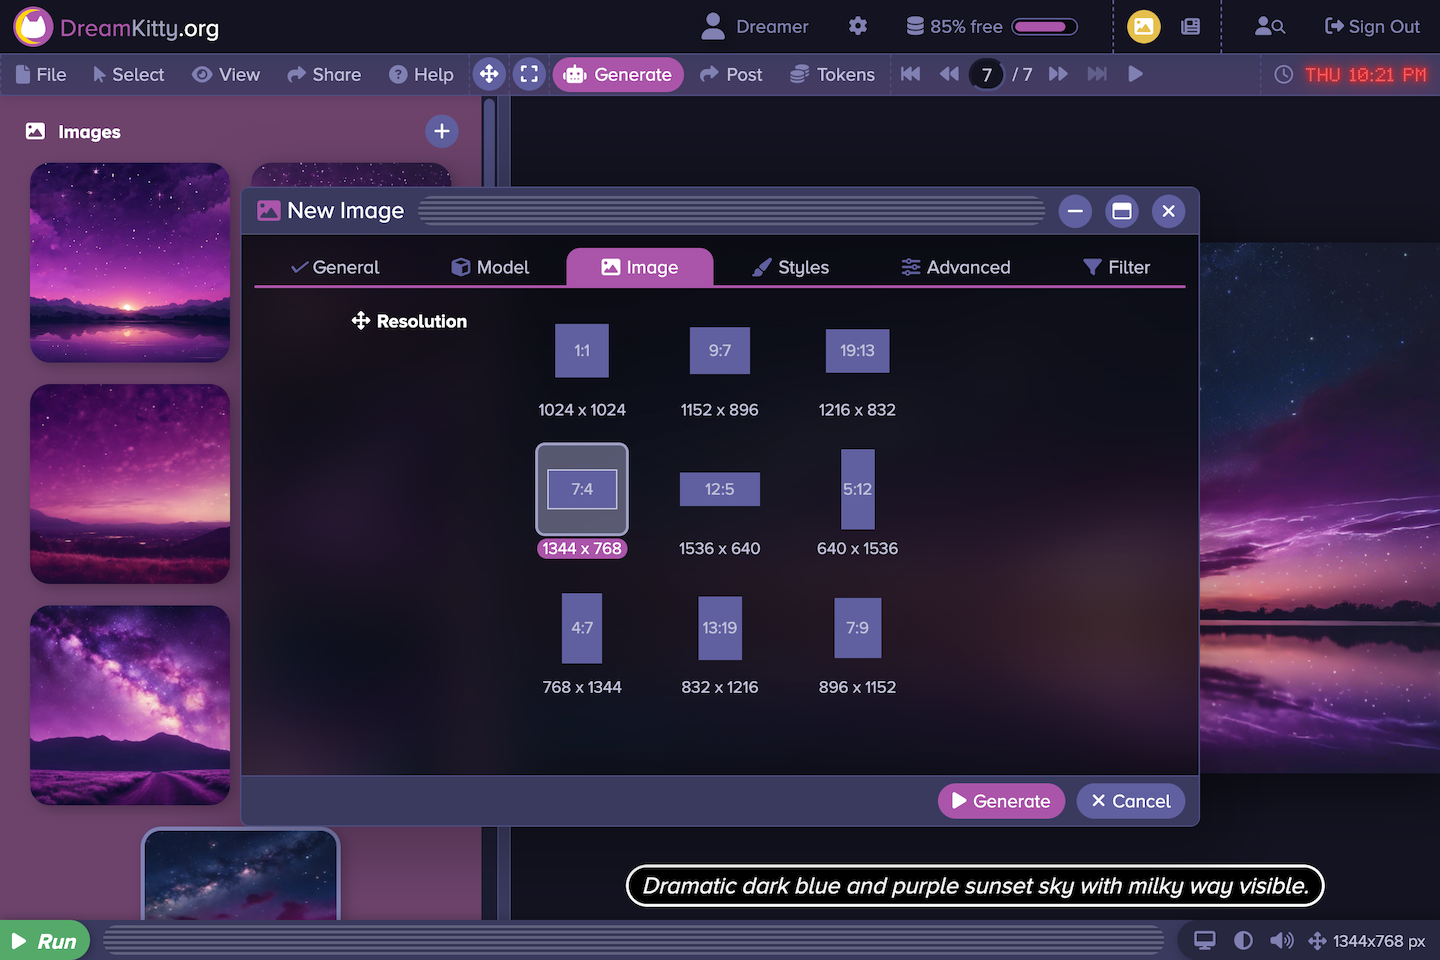 DreamKitty.org
Dreamer
85% free
Sign Out
File
Select
View
Share
Help
Generate
Post
Tokens
7 / 7
THU 10:21 PM
Images
New Image
General
Model
Image
Styles
Advanced
Filter
Resolution
1:1
9:7
19:13
1024 x 1024
1152 x 896
1216 x 832
7:4
12:5
5:12
1344 x 768
1536 x 640
640 x 1536
4:7
13:19
7:9
768 x 1344
832 x 1216
896 x 1152
Generate
Cancel
Dramatic dark blue and purple sunset sky with milky way visible.
Run
1344x768 px